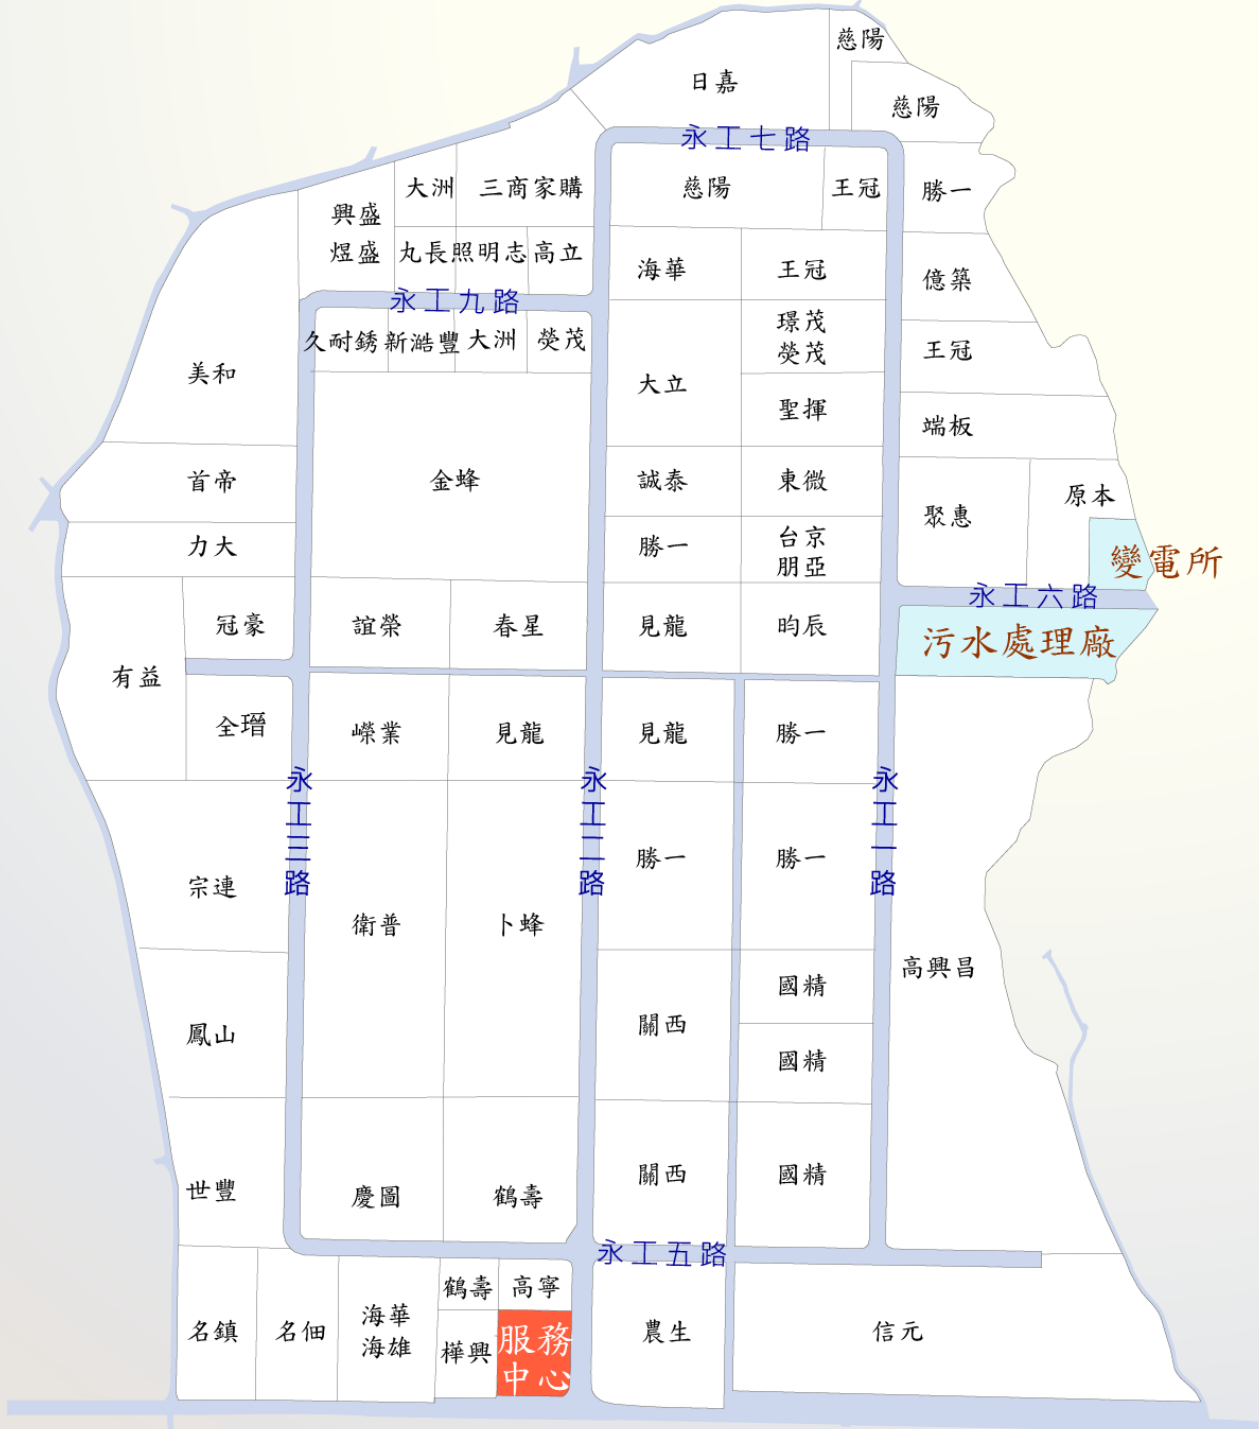 慈陽
日嘉
慈陽
永工七路
大洲
三商家購
慈陽
王冠
勝一
興盛
煜盛
丸長
照明志
高立
海華
王冠
億築
永工九路
久耐銹
新澔豐
大洲
熒茂
璟茂
熒茂
王冠
美和
大立
聖揮
端板
首帝
金蜂
誠泰
東微
聚惠
原本
力大
勝一
台京
朋亞
變電所
永工六路
冠豪
誼榮
春星
見龍
昀辰
污水處理廠
有益
全瑨
嶸業
見龍
見龍
勝一
永工三路
永工二路
永工一路
宗連
衛普
卜蜂
勝一
勝一
高興昌
鳳山
關西
國精
國精
世豐
慶圖
鶴壽
關西
國精
永工五路
名鎮
名佃
海華
海雄
鶴壽
高寧
樺興
服務
中心
農生
信元